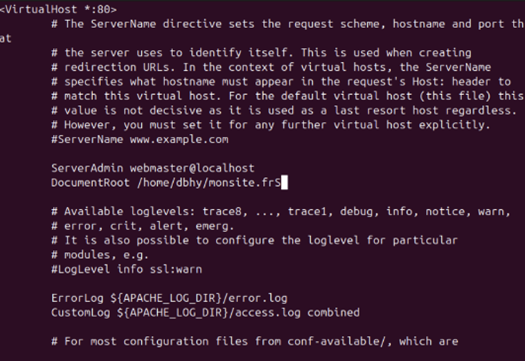 <VirtualHost *:80>
# The ServerName directive sets the request scheme, hostname and port th
at
# the server uses to identify itself. This is used when creating
# redirection URLs. In the context of virtual hosts, the ServerName
# specifies what hostname must appear in the request's Host: header to
# match this virtual host. For the default virtual host (this file) this
# value is not decisive as it is used as a last resort host regardless.
# However, you must set it for any further virtual host explicitly.
#ServerName www.example.com
ServerAdmin webmaster@localhost
DocumentRoot /home/dbhy/monsite.frS
# Available loglevels: trace8, ..., trace1, debug, info, notice, warn,
# error, crit, alert, emerg.
# It is also possible to configure the loglevel for particular
# modules, e.g.
#LogLevel info ssl:warn
ErrorLog ${APACHE_LOG_DIR}/error.log
CustomLog ${APACHE_LOG_DIR}/access.log combined
# For most configuration files from conf-available/, which are